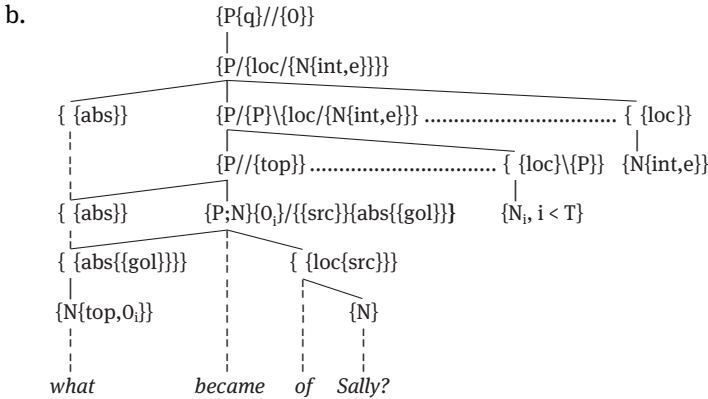 b. {P{q}//{0}}
{P/{loc/{N{int,e}}}}
{ {abs}} {P/{P}\{loc/{N{int,e}}} ................................................ { {loc}}
{P//{top}} .............................................. { {loc}\{P}} {N{int,e}}
{ {abs}} {P;N}{0ᵢ}/{{src}}{abs{{gol}}} {Nᵢ, i < T}
{ {abs{{gol}}}} { {loc{src}}}
{N{top,0ᵢ}} {N}
what became of Sally?